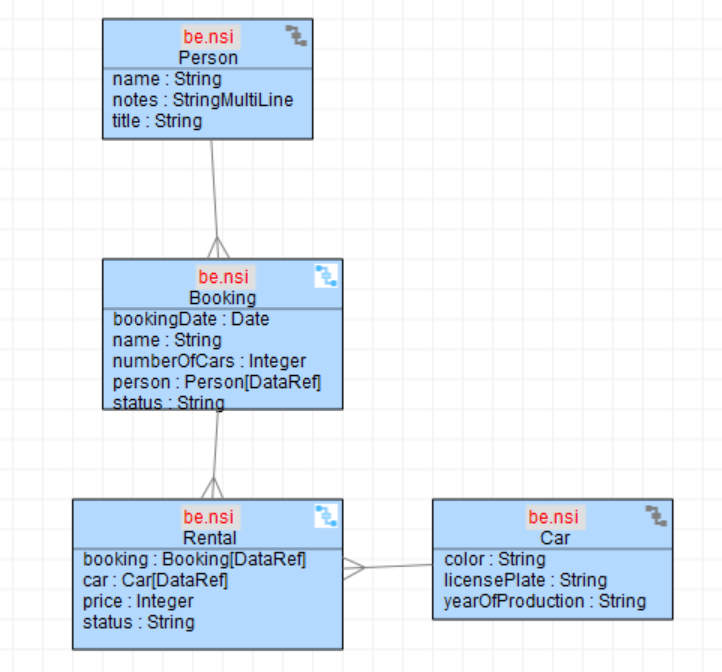 be.nsi
Person
name : String
notes : StringMultiLine
title : String
be.nsi
Booking
bookingDate : Date
name : String
numberOfCars : Integer
person : Person[DataRef]
status : String
be.nsi
Rental
booking : Booking[DataRef]
car : Car[DataRef]
price : Integer
status : String
be.nsi
Car
color : String
licensePlate : String
yearOfProduction : String